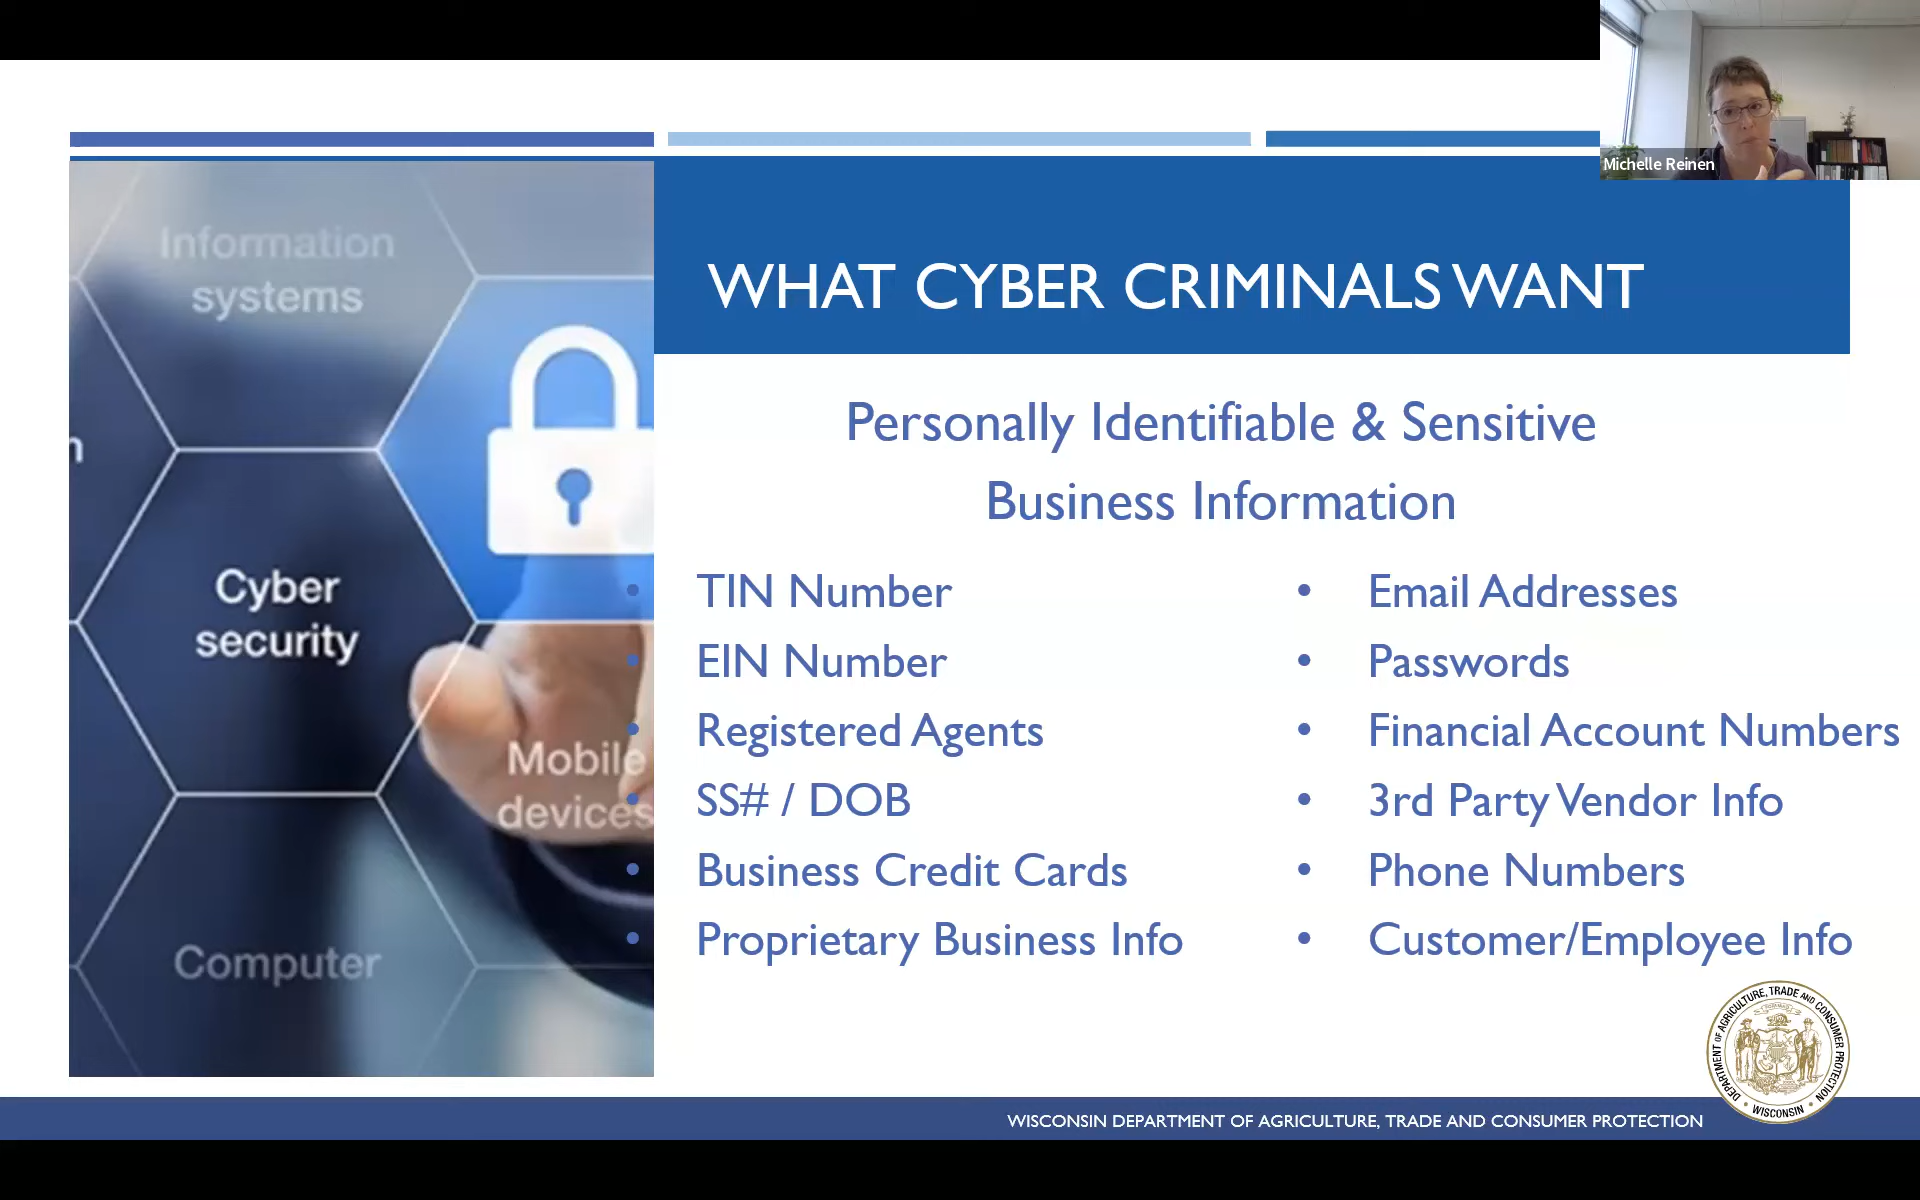 Michelle Reinen
WHAT CYBER CRIMINALS WANT
Personally Identifiable & Sensitive
Business Information
• TIN Number
• EIN Number
• Registered Agents
• SS# / DOB
• Business Credit Cards
• Proprietary Business Info
• Email Addresses
• Passwords
• Financial Account Numbers
• 3rd Party Vendor Info
• Phone Numbers
• Customer/Employee Info
Information
systems
n
Cyber
security
Mobile
devices
Computer
DEPARTMENT OF AGRICULTURE, TRADE AND CONSUMER PROTECTION
• WISCONSIN •
WISCONSIN DEPARTMENT OF AGRICULTURE, TRADE AND CONSUMER PROTECTION